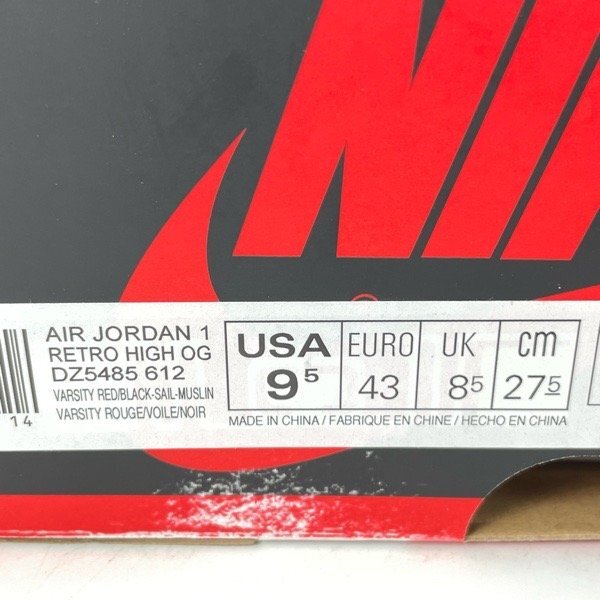 NIK
14
AIR JORDAN 1
RETRO HIGH OG
DZ5485 612
VARSITY RED/BLACK-SAIL-MUSLIN
VARSITY ROUGE/VOILE/NOIR
USA
9⁵
EURO
43
UK
8⁵
cm
27⁵
MADE IN CHINA / FABRIQUE EN CHINE / HECHO EN CHINA